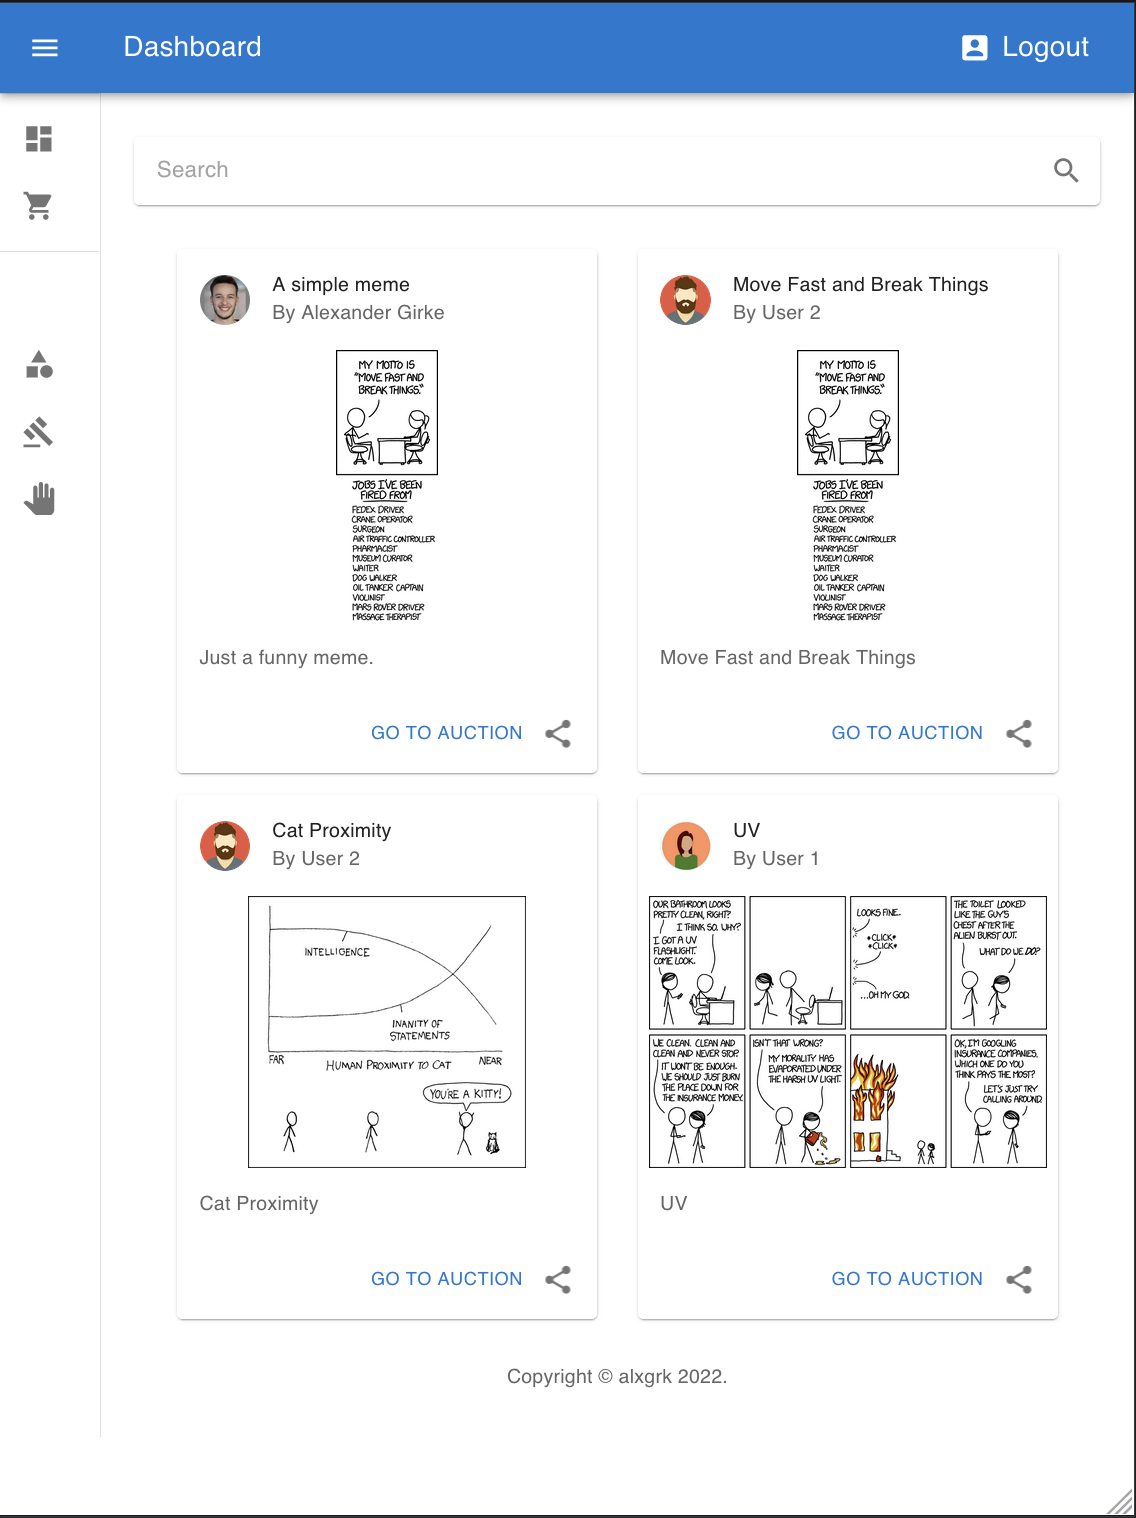 Dashboard
Logout
Search
A simple meme
By Alexander Girke
MY MOTTO IS
"MOVE FAST AND
BREAK THINGS."
JOBS I'VE BEEN
FIRED FROM
FEDEX DRIVER
CRANE OPERATOR
SURGEON
AIR TRAFFIC CONTROLLER
PHARMACIST
MUSEUM CURATOR
WAITER
DOG WALKER
OIL TANKER CAPTAIN
VIOLINIST
MARS ROVER DRIVER
MASSAGE THERAPIST
Just a funny meme.
GO TO AUCTION
Move Fast and Break Things
By User 2
MY MOTTO IS
"MOVE FAST AND
BREAK THINGS."
JOBS I'VE BEEN
FIRED FROM
FEDEX DRIVER
CRANE OPERATOR
SURGEON
AIR TRAFFIC CONTROLLER
PHARMACIST
MUSEUM CURATOR
WAITER
DOG WALKER
OIL TANKER CAPTAIN
VIOLINIST
MARS ROVER DRIVER
MASSAGE THERAPIST
Move Fast and Break Things
GO TO AUCTION
Cat Proximity
By User 2
INTELLIGENCE
INANITY OF
STATEMENTS
FAR
HUMAN PROXIMITY TO CAT
NEAR
YOU'RE A KITTY!
Cat Proximity
GO TO AUCTION
UV
By User 1
OUR BATHROOM LOOKS
PRETTY CLEAN, RIGHT?
I THINK SO. WHY?
I GOT A UV
FLASHLIGHT.
COME LOOK.
LOOKS FINE.
*CLICK*
*CLICK*
...OH MY GOD.
THE TOILET LOOKED
LIKE THE GUY'S
CHEST AFTER THE
ALIEN BURST OUT.
WHAT DO WE DO?
WE CLEAN. CLEAN AND
CLEAN AND NEVER STOP.
IT WON'T BE ENOUGH.
WE SHOULD JUST BURN
THE PLACE DOWN FOR
THE INSURANCE MONEY.
ISN'T THAT WRONG?
MY MORALITY HAS
EVAPORATED UNDER
THE HARSH UV LIGHT.
OK, I'M GOOGLING
INSURANCE COMPANIES.
WHICH ONE DO YOU
THINK PAYS THE MOST?
LET'S JUST TRY
CALLING AROUND.
UV
GO TO AUCTION
Copyright © alxgrk 2022.